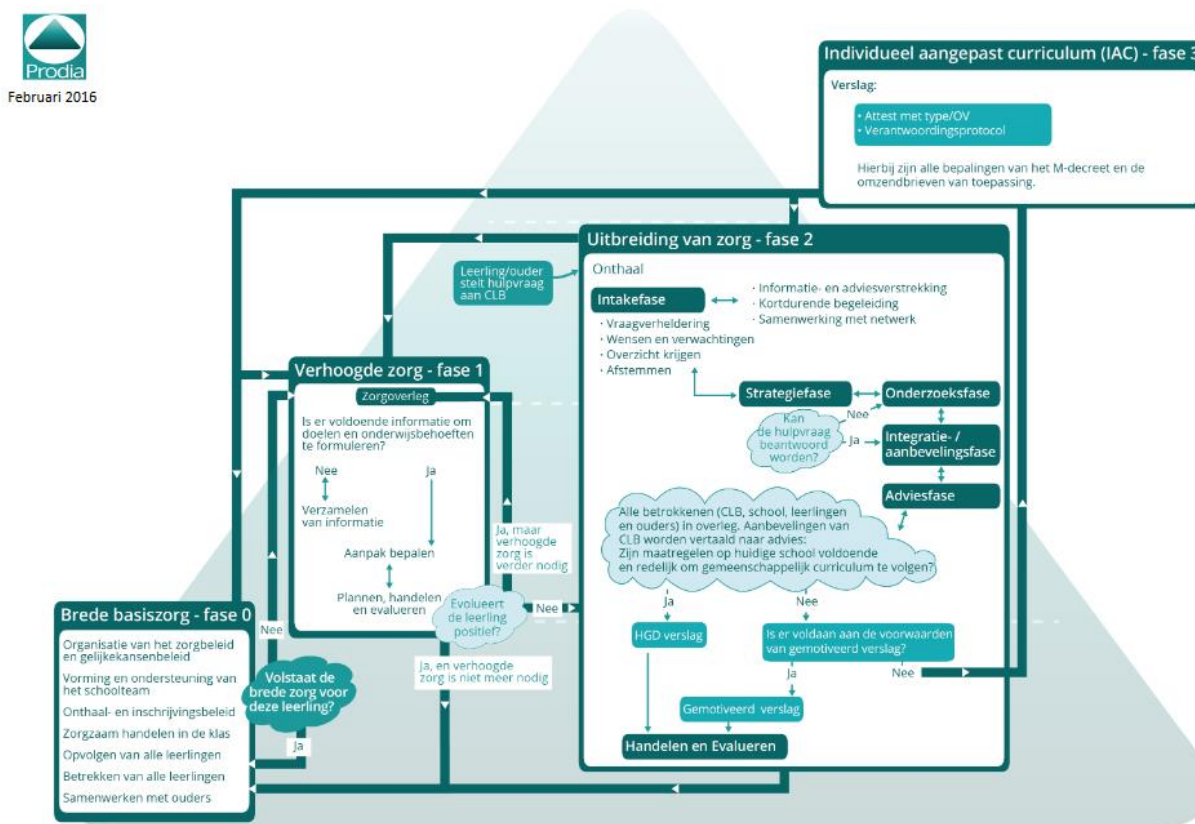 Prodia
Februari 2016
Individueel aangepast curriculum (IAC) - fase 3
Verslag:
• Attest met type/OV
• Verantwoordingsprotocol
Hierbij zijn alle bepalingen van het M-decreet en de
omzendbrieven van toepassing.
Uitbreiding van zorg - fase 2
Leerling/ouder
stelt hulpvraag
aan CLB
Onthaal
Intakefase
· Informatie- en adviesverstrekking
· Kortdurende begeleiding
· Samenwerking met netwerk
· Vraagverheldering
· Wensen en verwachtingen
· Overzicht krijgen
· Afstemmen
Strategiefase
Onderzoeksfase
Kan
de hulpvraag
beantwoord
worden?
Nee
Ja
Integratie- /
aanbevelingsfase
Adviesfase
Alle betrokkenen (CLB, school, leerlingen
en ouders) in overleg. Aanbevelingen van
CLB worden vertaald naar advies:
Zijn maatregelen op huidige school voldoende
en redelijk om gemeenschappelijk curriculum te volgen?
Ja
Nee
HGD verslag
Is er voldaan aan de voorwaarden
van gemotiveerd verslag?
Ja
Nee
Gemotiveerd verslag
Handelen en Evalueren
Verhoogde zorg - fase 1
Zorgoverleg
Is er voldoende informatie om
doelen en onderwijsbehoeften
te formuleren?
Nee
Ja
Verzamelen
van informatie
Aanpak bepalen
Plannen, handelen
en evalueren
Ja, maar
verhoogde
zorg is
verder nodig
Evolueert
de leerling
positief?
Nee
Ja, en verhoogde
zorg is niet meer nodig
Brede basiszorg - fase 0
Organisatie van het zorgbeleid
en gelijkekansenbeleid
Vorming en ondersteuning van
het schoolteam
Onthaal- en inschrijvingsbeleid
Zorgzaam handelen in de klas
Opvolgen van alle leerlingen
Betrekken van alle leerlingen
Samenwerken met ouders
Nee
Volstaat de
brede zorg voor
deze leerling?
Ja